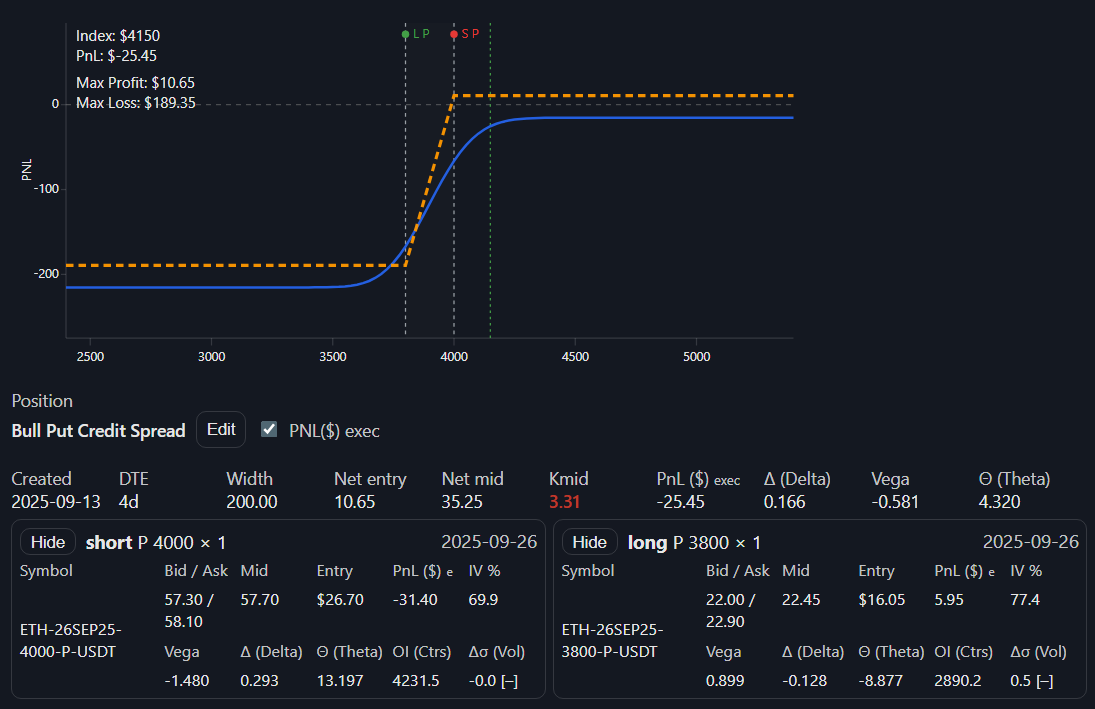 Index: $4150
PnL: $-25.45
Max Profit: $10.65
Max Loss: $189.35
L P
S P
0
-100
-200
PNL
2500 3000 3500 4000 4500 5000
Position
Bull Put Credit Spread Edit PNL($) exec
Created DTE Width Net entry Net mid Kmid PnL ($) exec Δ (Delta) Vega Θ (Theta)
2025-09-13 4d 200.00 10.65 35.25 3.31 -25.45 0.166 -0.581 4.320
Hide short P 4000 × 1 2025-09-26
Symbol Bid / Ask Mid Entry PnL ($) e IV %
57.30 / 57.70 $26.70 -31.40 69.9
58.10
ETH-26SEP25-
4000-P-USDT
Vega Δ (Delta) Θ (Theta) OI (Ctrs) Δσ (Vol)
-1.480 0.293 13.197 4231.5 -0.0 [–]
Hide long P 3800 × 1 2025-09-26
Symbol Bid / Ask Mid Entry PnL ($) e IV %
22.00 / 22.45 $16.05 5.95 77.4
22.90
ETH-26SEP25-
3800-P-USDT
Vega Δ (Delta) Θ (Theta) OI (Ctrs) Δσ (Vol)
0.899 -0.128 -8.877 2890.2 0.5 [–]